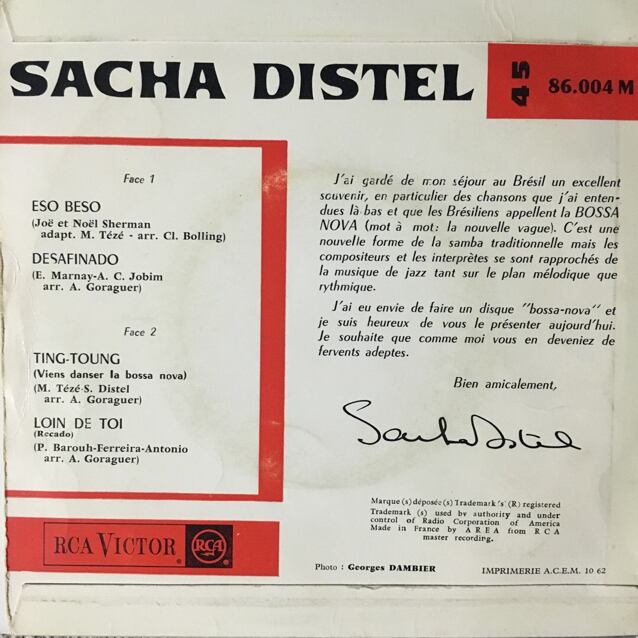 SACHA DISTEL
45 86.004 M
Face 1
ESO BESO
(Joë et Noël Sherman
adapt. M. Tézé - arr. Cl. Bolling)
DESAFINADO
(E. Marnay-A. C. Jobim
arr. A. Goraguer)
Face 2
TING-TOUNG
(Viens danser la bossa nova)
(M. Tézé-S. Distel
arr. A. Goraguer)
LOIN DE TOI
(Recado)
(P. Barouh-Ferreira-Antonio
arr. A. Goraguer)
J'ai gardé de mon séjour au Brésil un excellent
souvenir, en particulier des chansons que j'ai enten-
dues là-bas et que les Brésiliens appellent la BOSSA
NOVA (mot à mot: la nouvelle vague). C'est une
nouvelle forme de la samba traditionnelle mais les
compositeurs et les interprètes se sont rapprochés de
la musique de jazz tant sur le plan mélodique que
rythmique.
J'ai eu envie de faire un disque "bossa-nova" et
je suis heureux de vous le présenter aujourd'hui.
Je souhaite que comme moi vous en deveniez de
fervents adeptes.
Bien amicalement,
Sacha Distel
Marque(s) déposée(s) Trademark's' (R) registered
Trademark (s) used by authority and under
control of Radio Corporation of America
Made in France by A R E A from R C A
master recording.
RCA VICTOR RCA
Photo : Georges DAMBIER
IMPRIMERIE A.C.E.M. 10 62